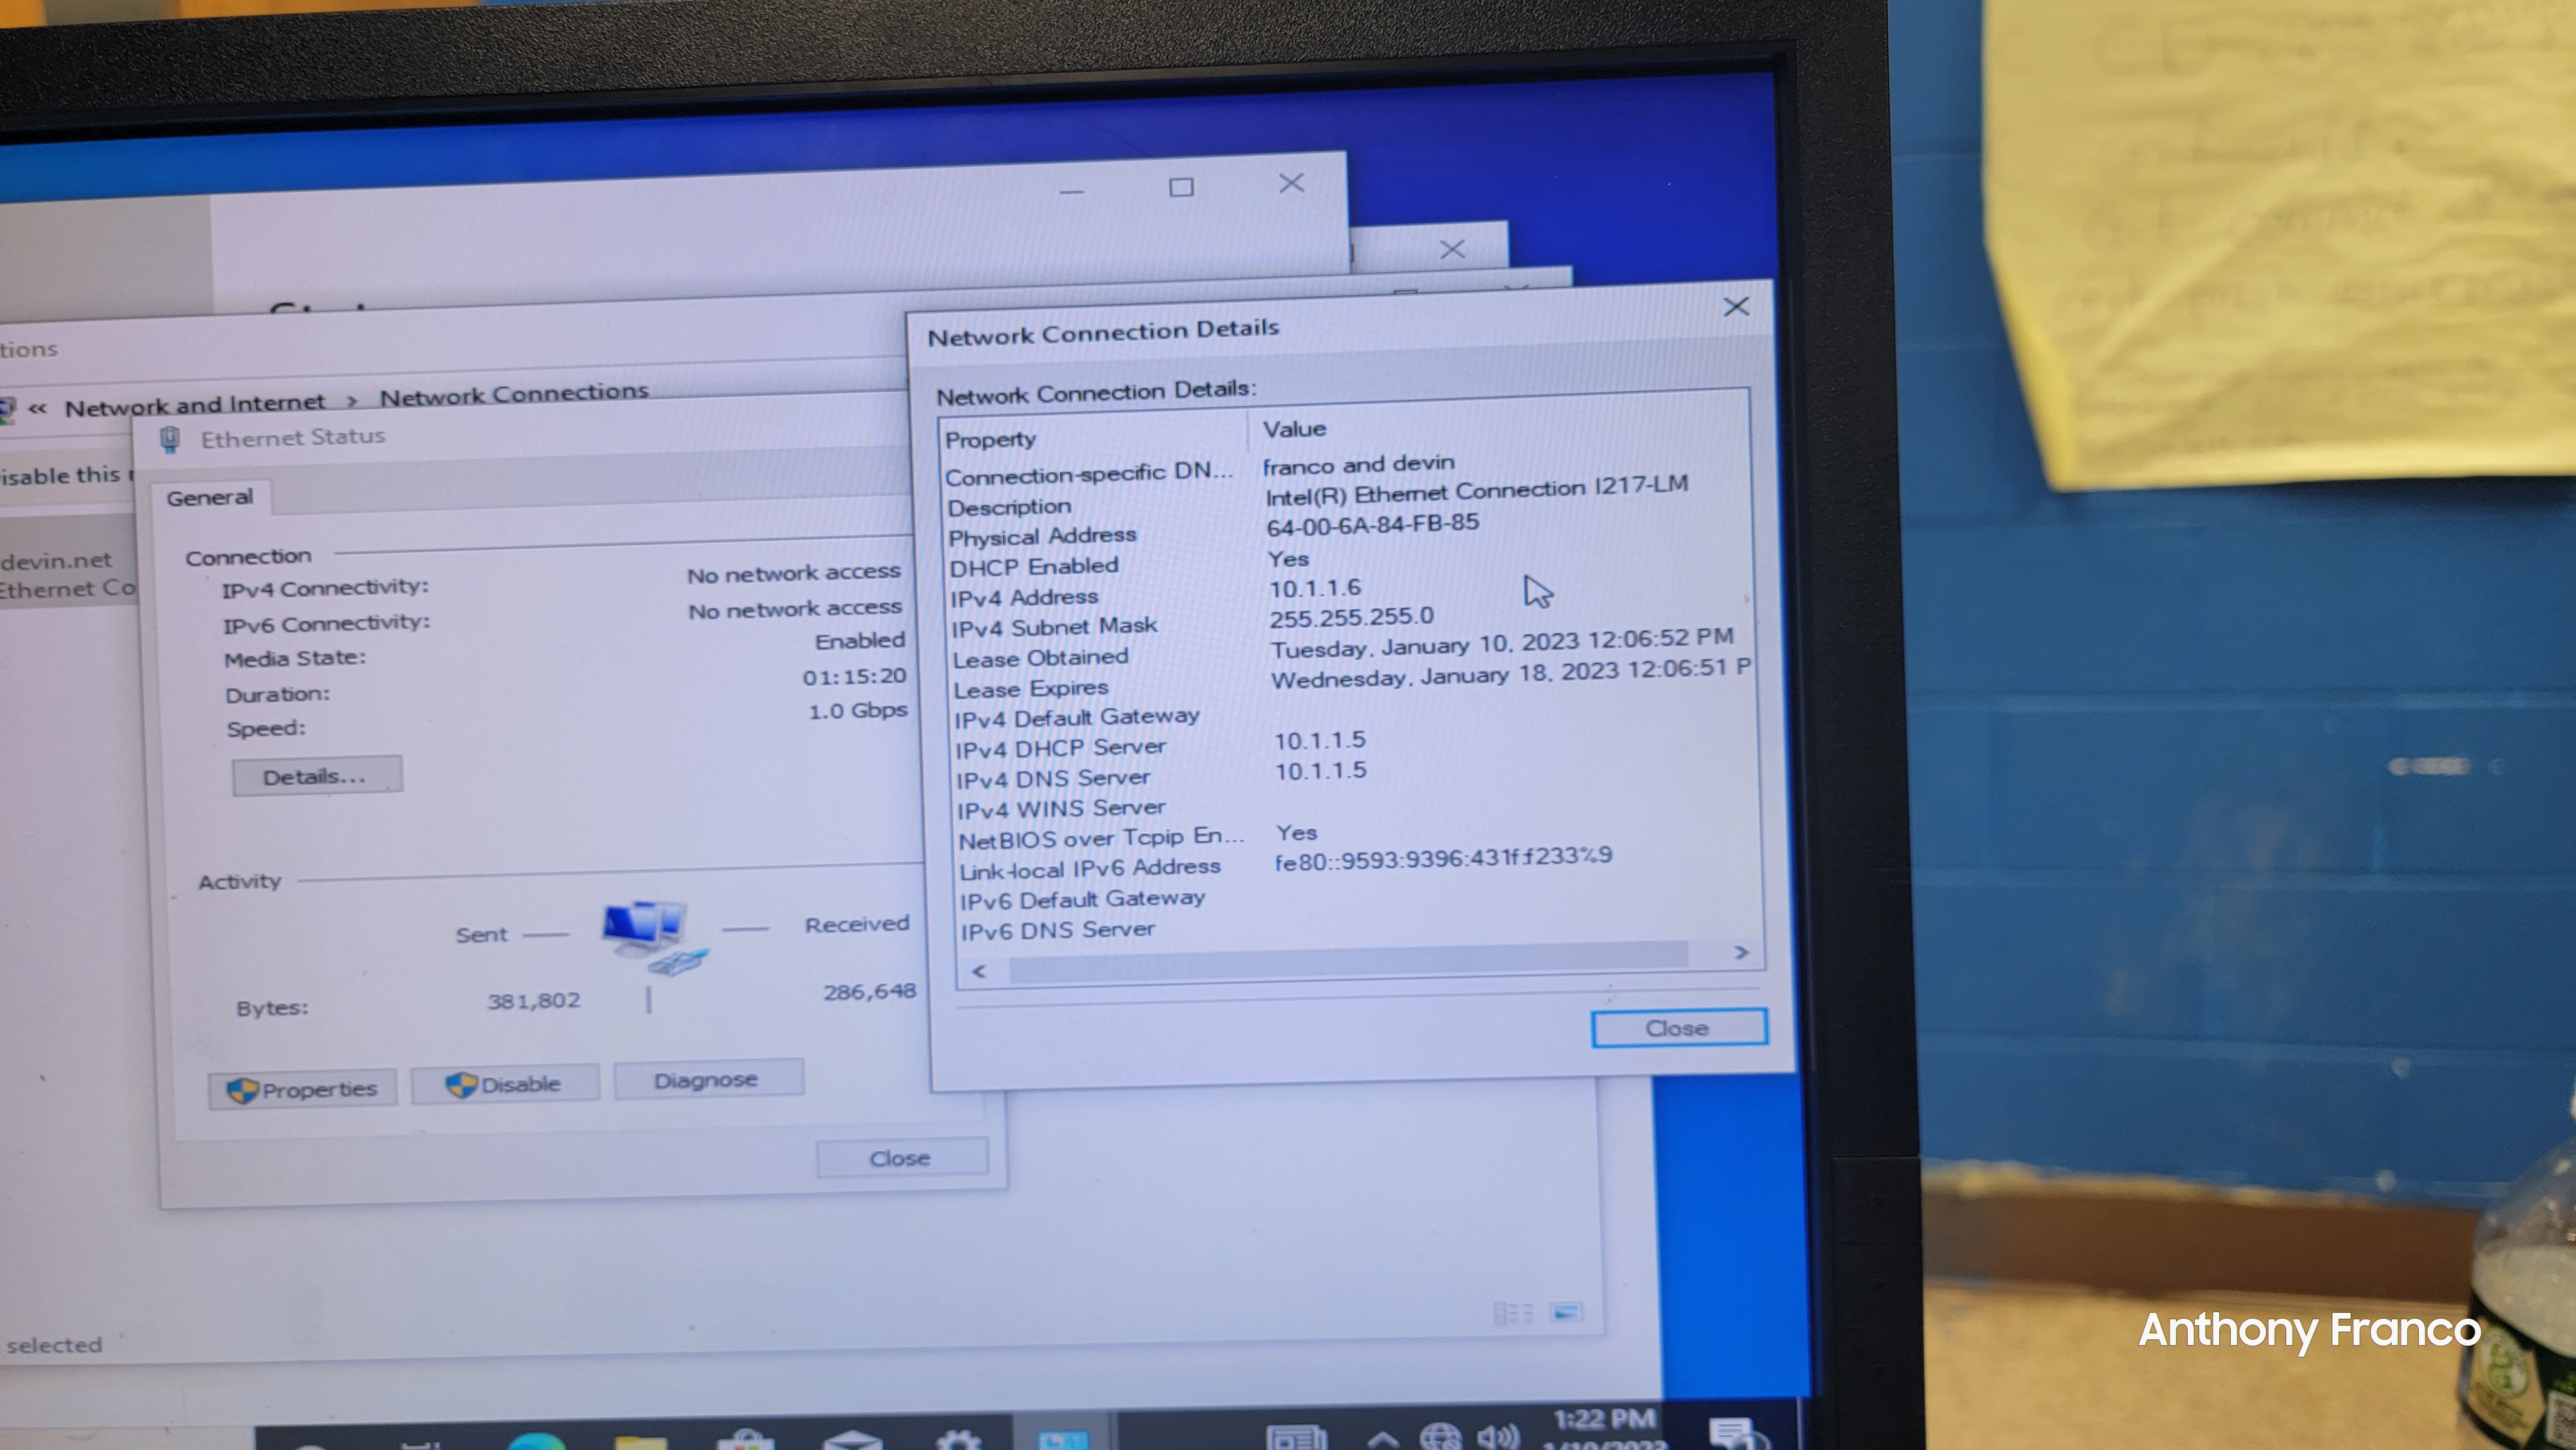 tions
Network and Internet > Network Connections
isable this
devin.net
Ethernet Co
selected
Ethernet Status
General
Connection
IPv4 Connectivity: No network access
IPv6 Connectivity: No network access
Media State: Enabled
Duration: 01:15:20
Speed: 1.0 Gbps
Details...
Activity
Sent Received
Bytes: 381,802 286,648
Properties Disable Diagnose
Close
Network Connection Details
Network Connection Details:
Property Value
Connection-specific DN... franco and devin
Description Intel(R) Ethernet Connection I217-LM
Physical Address 64-00-6A-84-FB-85
DHCP Enabled Yes
IPv4 Address 10.1.1.6
IPv4 Subnet Mask 255.255.255.0
Lease Obtained Tuesday, January 10, 2023 12:06:52 PM
Lease Expires Wednesday, January 18, 2023 12:06:51 P
IPv4 Default Gateway
IPv4 DHCP Server 10.1.1.5
IPv4 DNS Server 10.1.1.5
IPv4 WINS Server
NetBIOS over Tcpip En... Yes
Link-local IPv6 Address fe80::9593:9396:431f:f233%9
IPv6 Default Gateway
IPv6 DNS Server
Close
1:22 PM
Anthony Franco